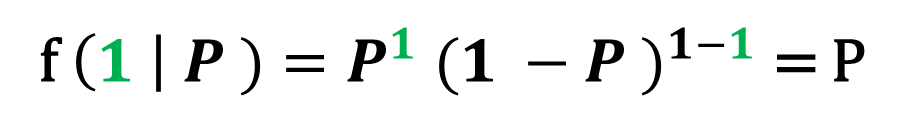 f (1 | P ) = P¹ (1 − P )¹⁻¹ = P